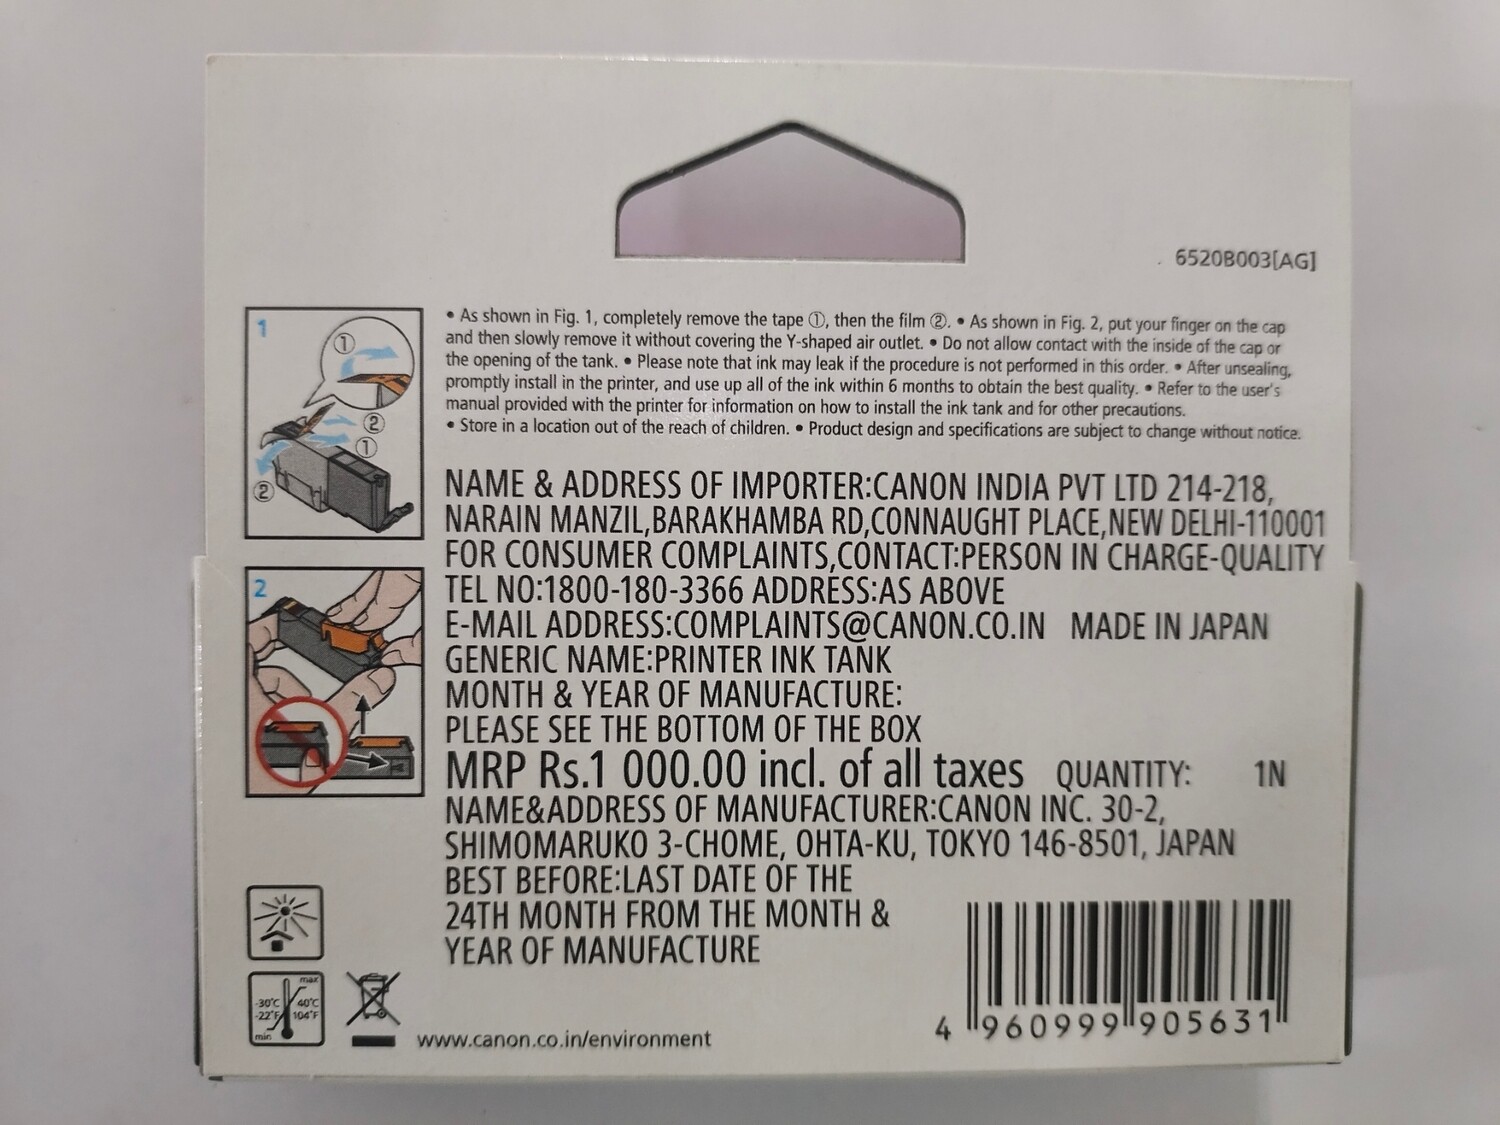 6520B003[AG]
1
①
②
①
②
• As shown in Fig. 1, completely remove the tape ①, then the film ②. • As shown in Fig. 2, put your finger on the cap
and then slowly remove it without covering the Y-shaped air outlet. • Do not allow contact with the inside of the cap or
the opening of the tank. • Please note that ink may leak if the procedure is not performed in this order. • After unsealing,
promptly install in the printer, and use up all of the ink within 6 months to obtain the best quality. • Refer to the user's
manual provided with the printer for information on how to install the ink tank and for other precautions.
• Store in a location out of the reach of children. • Product design and specifications are subject to change without notice.
2
NAME & ADDRESS OF IMPORTER:CANON INDIA PVT LTD 214-218,
NARAIN MANZIL,BARAKHAMBA RD,CONNAUGHT PLACE,NEW DELHI-110001
FOR CONSUMER COMPLAINTS,CONTACT:PERSON IN CHARGE-QUALITY
TEL NO:1800-180-3366 ADDRESS:AS ABOVE
E-MAIL ADDRESS:COMPLAINTS@CANON.CO.IN MADE IN JAPAN
GENERIC NAME:PRINTER INK TANK
MONTH & YEAR OF MANUFACTURE:
PLEASE SEE THE BOTTOM OF THE BOX
MRP Rs.1 000.00 incl. of all taxes QUANTITY: 1N
NAME&ADDRESS OF MANUFACTURER:CANON INC. 30-2,
SHIMOMARUKO 3-CHOME, OHTA-KU, TOKYO 146-8501, JAPAN
BEST BEFORE:LAST DATE OF THE
24TH MONTH FROM THE MONTH &
YEAR OF MANUFACTURE
max
-30°C 40°C
-22°F 104°F
min
www.canon.co.in/environment
4 960999 905631